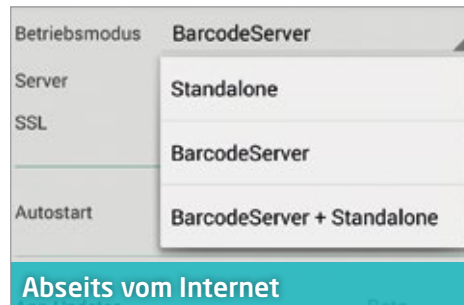 Betriebsmodus BarcodeServer
Server
Standalone
SSL
BarcodeServer
Autostart
BarcodeServer + Standalone
Abseits vom Internet